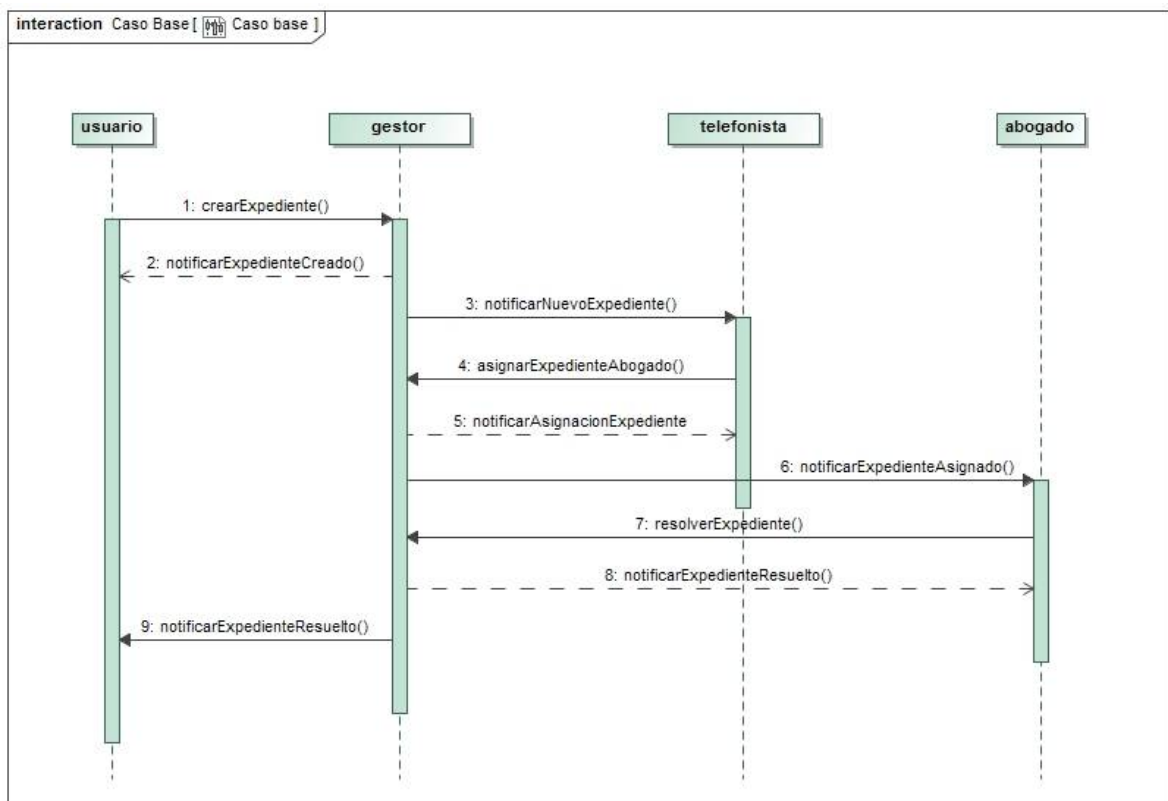 interaction Caso Base [ Caso base ]
usuario
gestor
telefonista
abogado
1: crearExpediente()
2: notificarExpedienteCreado()
3: notificarNuevoExpediente()
4: asignarExpedienteAbogado()
5: notificarAsignacionExpediente
6: notificarExpedienteAsignado()
7: resolverExpediente()
8: notificarExpedienteResuelto()
9: notificarExpedienteResuelto()